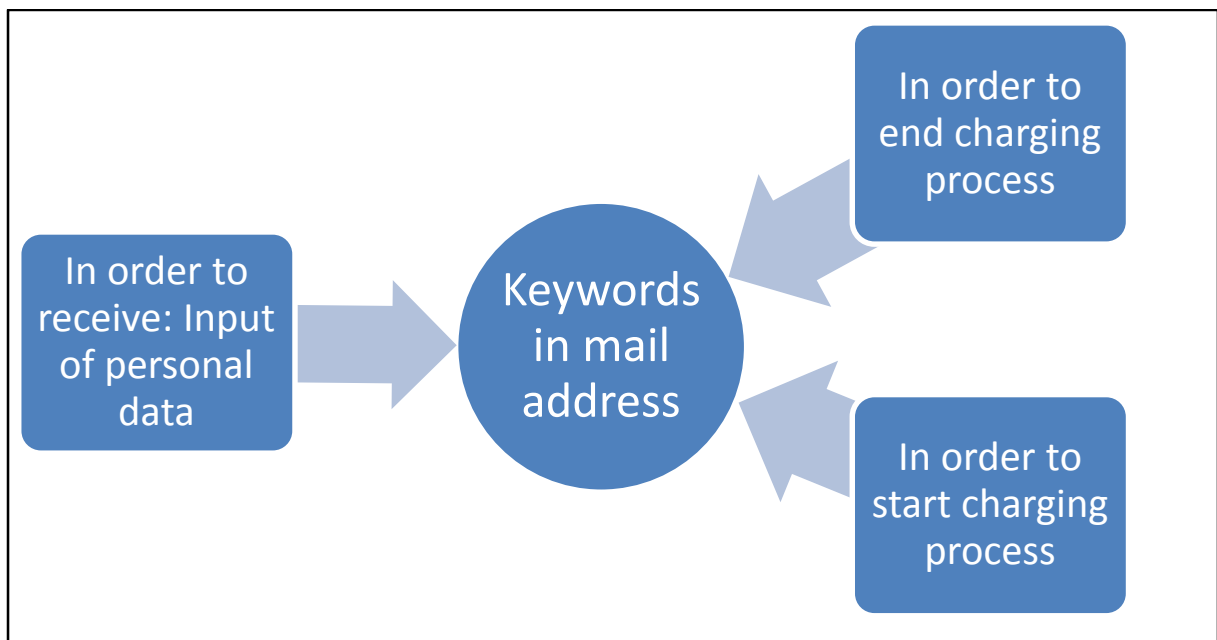 In order to
receive: Input
of personal
data
Keywords
in mail
address
In order to
end charging
process
In order to
start charging
process